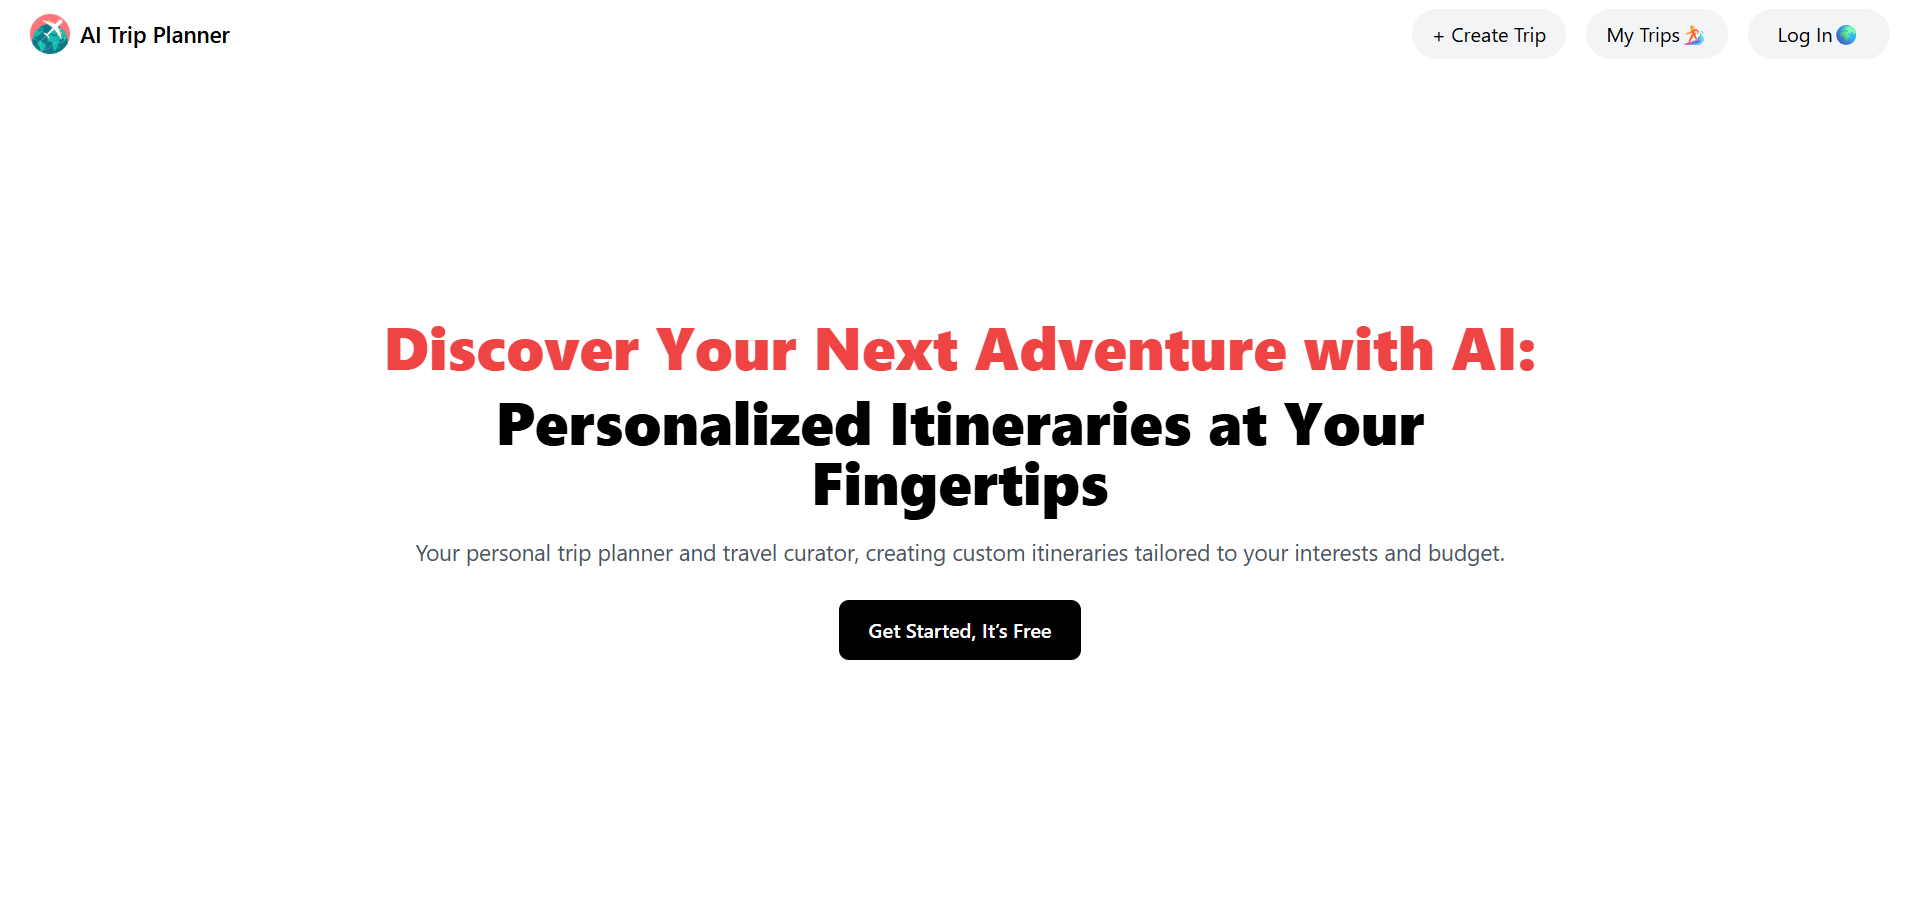 AI Trip Planner
+ Create Trip
My Trips🏄
Log In🌍
Discover Your Next Adventure with AI:
Personalized Itineraries at Your
Fingertips
Your personal trip planner and travel curator, creating custom itineraries tailored to your interests and budget.
Get Started, It’s Free